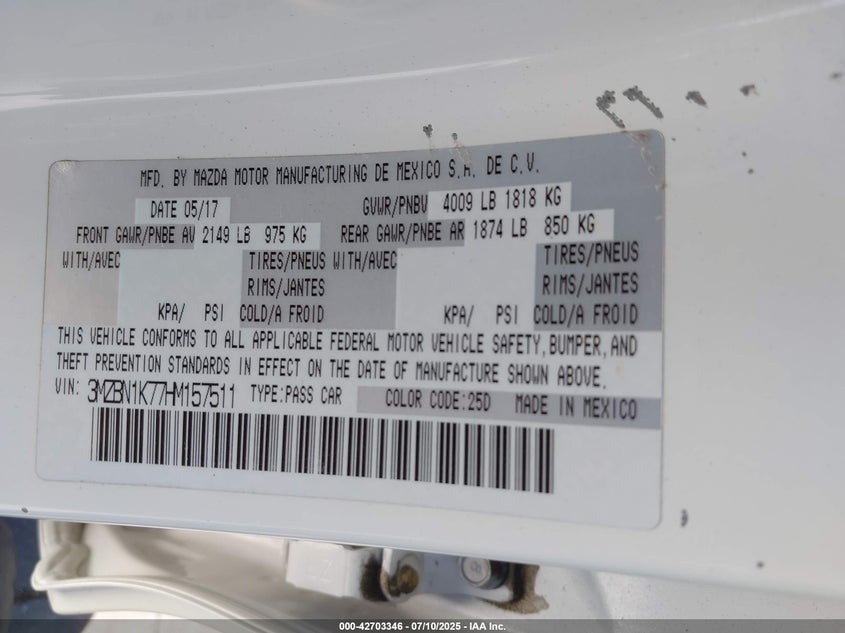 MFD. BY MAZDA MOTOR MANUFACTURING DE MEXICO S.A. DE C.V.
DATE 05/17 GVWR/PNBV 4009 LB 1818 KG
FRONT GAWR/PNBE AV 2149 LB 975 KG REAR GAWR/PNBE AR 1874 LB 850 KG
WITH/AVEC TIRES/PNEUS WITH/AVEC TIRES/PNEUS
RIMS/JANTES RIMS/JANTES
KPA/ PSI COLD/A FROID KPA/ PSI COLD/A FROID
THIS VEHICLE CONFORMS TO ALL APPLICABLE FEDERAL MOTOR VEHICLE SAFETY, BUMPER, AND
THEFT PREVENTION STANDARDS IN EFFECT ON THE DATE OF MANUFACTURE SHOWN ABOVE.
VIN: 3MZBN1K77HM157511 TYPE:PASS CAR COLOR CODE:25D MADE IN MEXICO
000-42703346 - 07/10/2025 - IAA Inc.